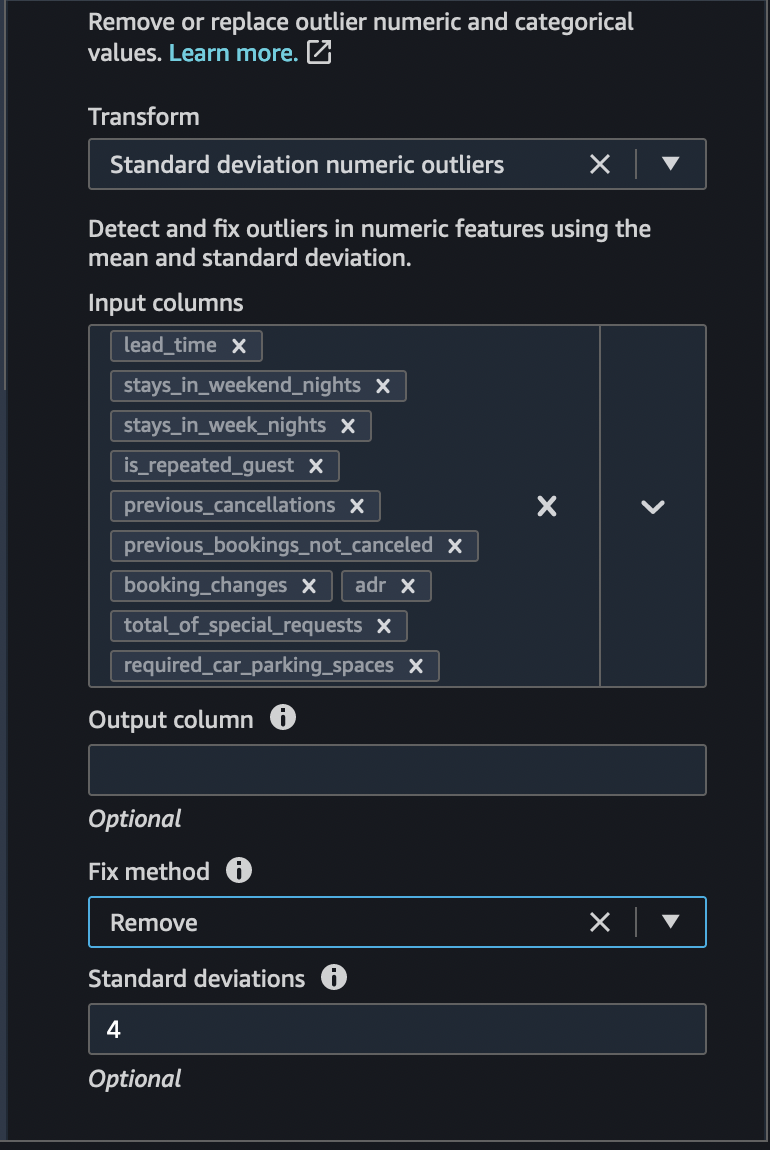 Remove or replace outlier numeric and categorical
values. Learn more.
Transform
Standard deviation numeric outliers
Detect and fix outliers in numeric features using the
mean and standard deviation.
Input columns
lead_time
stays_in_weekend_nights
stays_in_week_nights
is_repeated_guest
previous_cancellations
previous_bookings_not_canceled
booking_changes adr
total_of_special_requests
required_car_parking_spaces
Output column
Optional
Fix method
Remove
Standard deviations
4
Optional